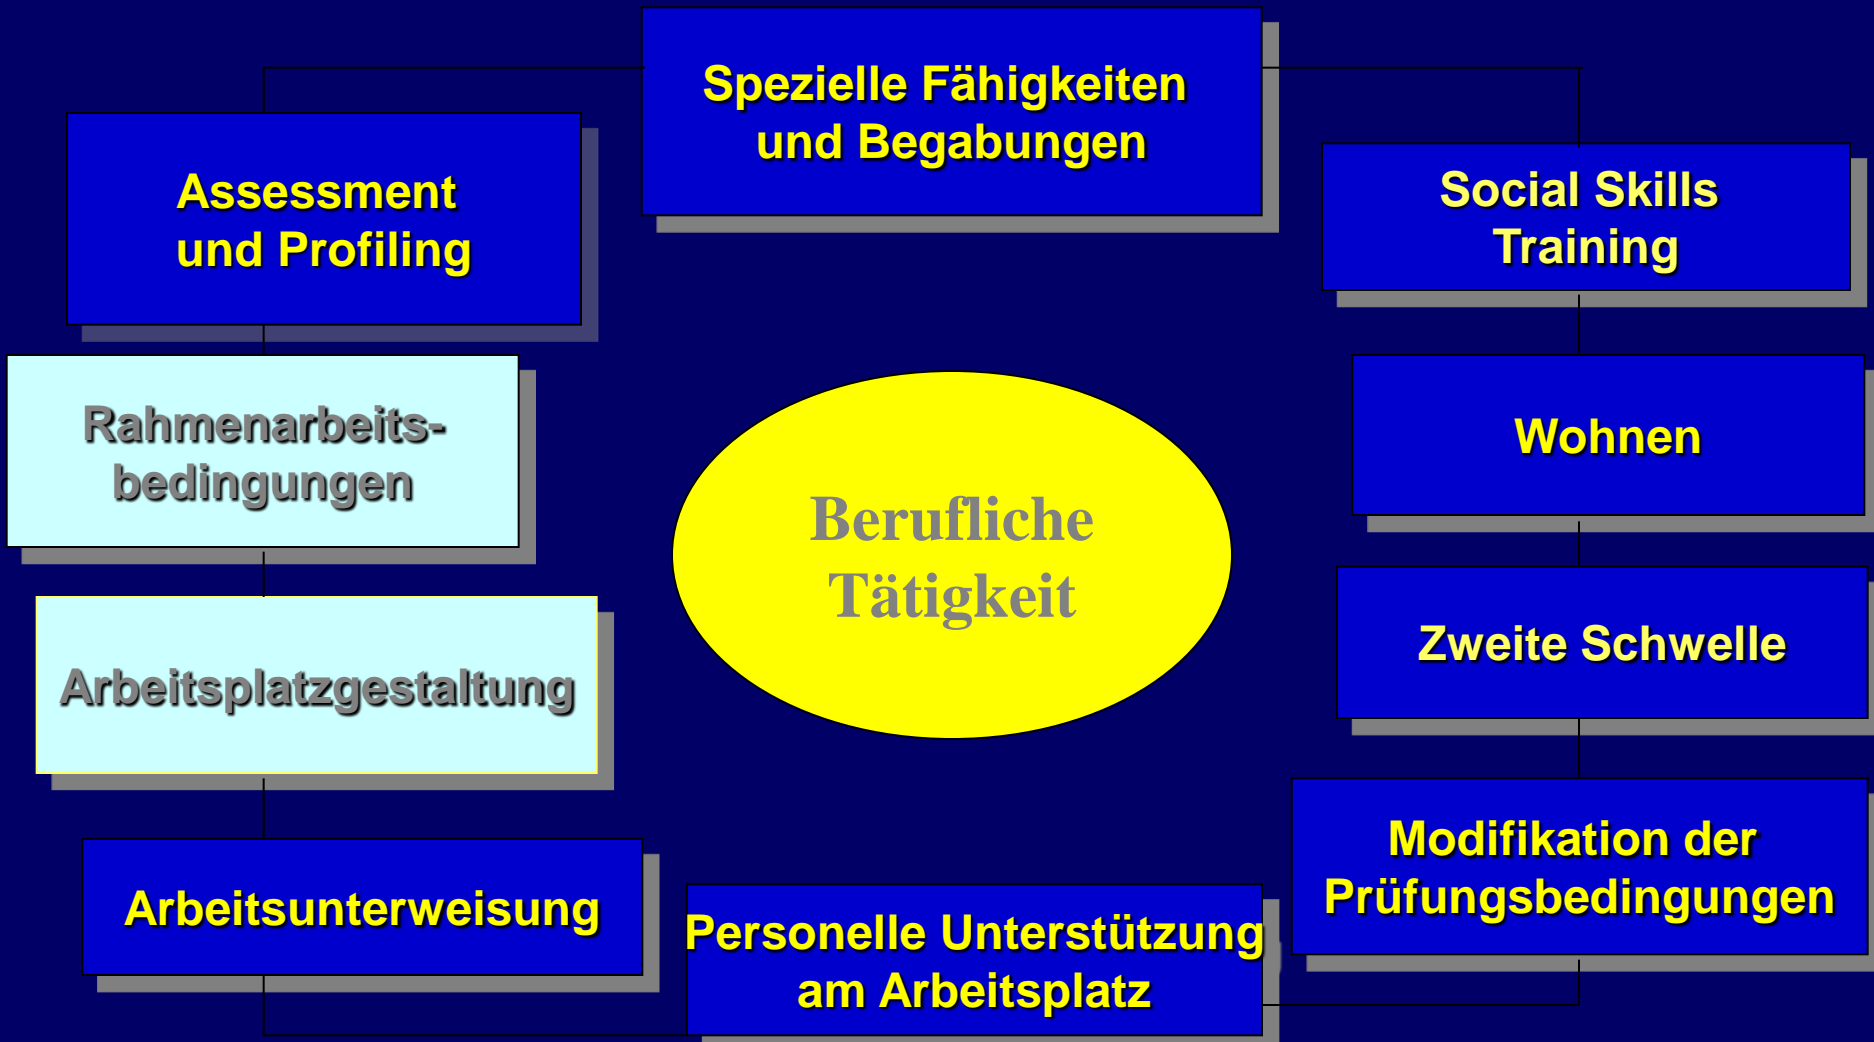 Spezielle Fähigkeiten
und Begabungen
Assessment
und Profiling
Social Skills
Training
Rahmenarbeits-
bedingungen
Wohnen
Berufliche
Tätigkeit
Arbeitsplatzgestaltung
Zweite Schwelle
Arbeitsunterweisung
Modifikation der
Prüfungsbedingungen
Personelle Unterstützung
am Arbeitsplatz